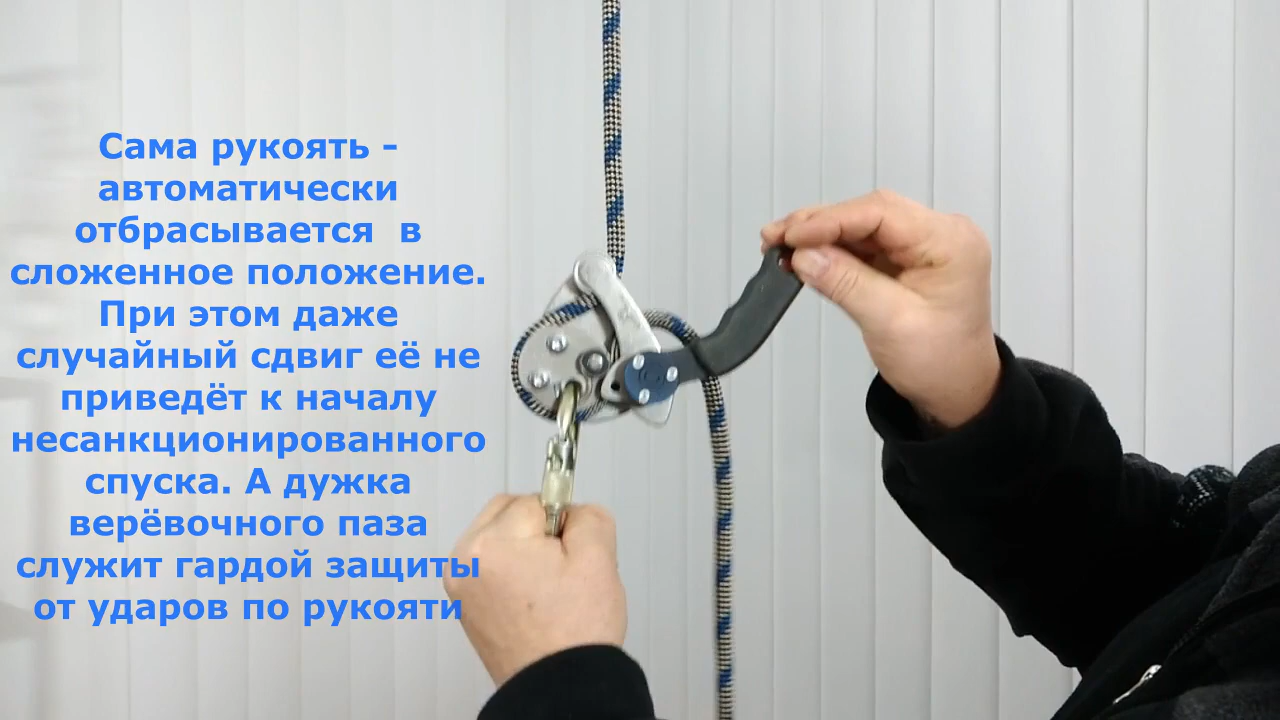 Сама рукоять -
автоматически
отбрасывается  в
сложенное положение.
При этом даже
случайный сдвиг её не
приведёт к началу
несанкционированного
спуска. А дужка
верёвочного паза
служит гардой защиты
от ударов по рукояти